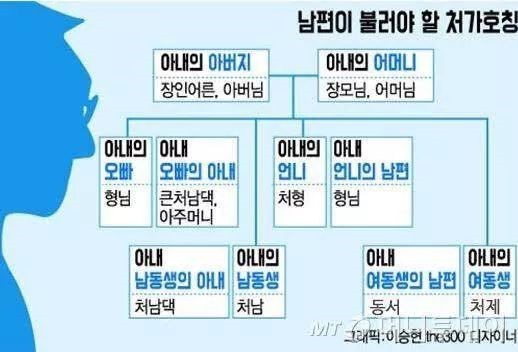 남편이 불러야 할 처가호칭
아내의 아버지
장인어른, 아버님
아내의 어머니
장모님, 어머님
아내의
오빠
형님
아내
오빠의 아내
큰처남댁,
아주머니
아내의
언니
처형
아내
언니의 남편
형님
아내
남동생의 아내
처남댁
아내의
남동생
처남
아내
여동생의 남편
동서
아내의
여동생
처제
머니투데이
그래픽:이승현 the300 디자이너